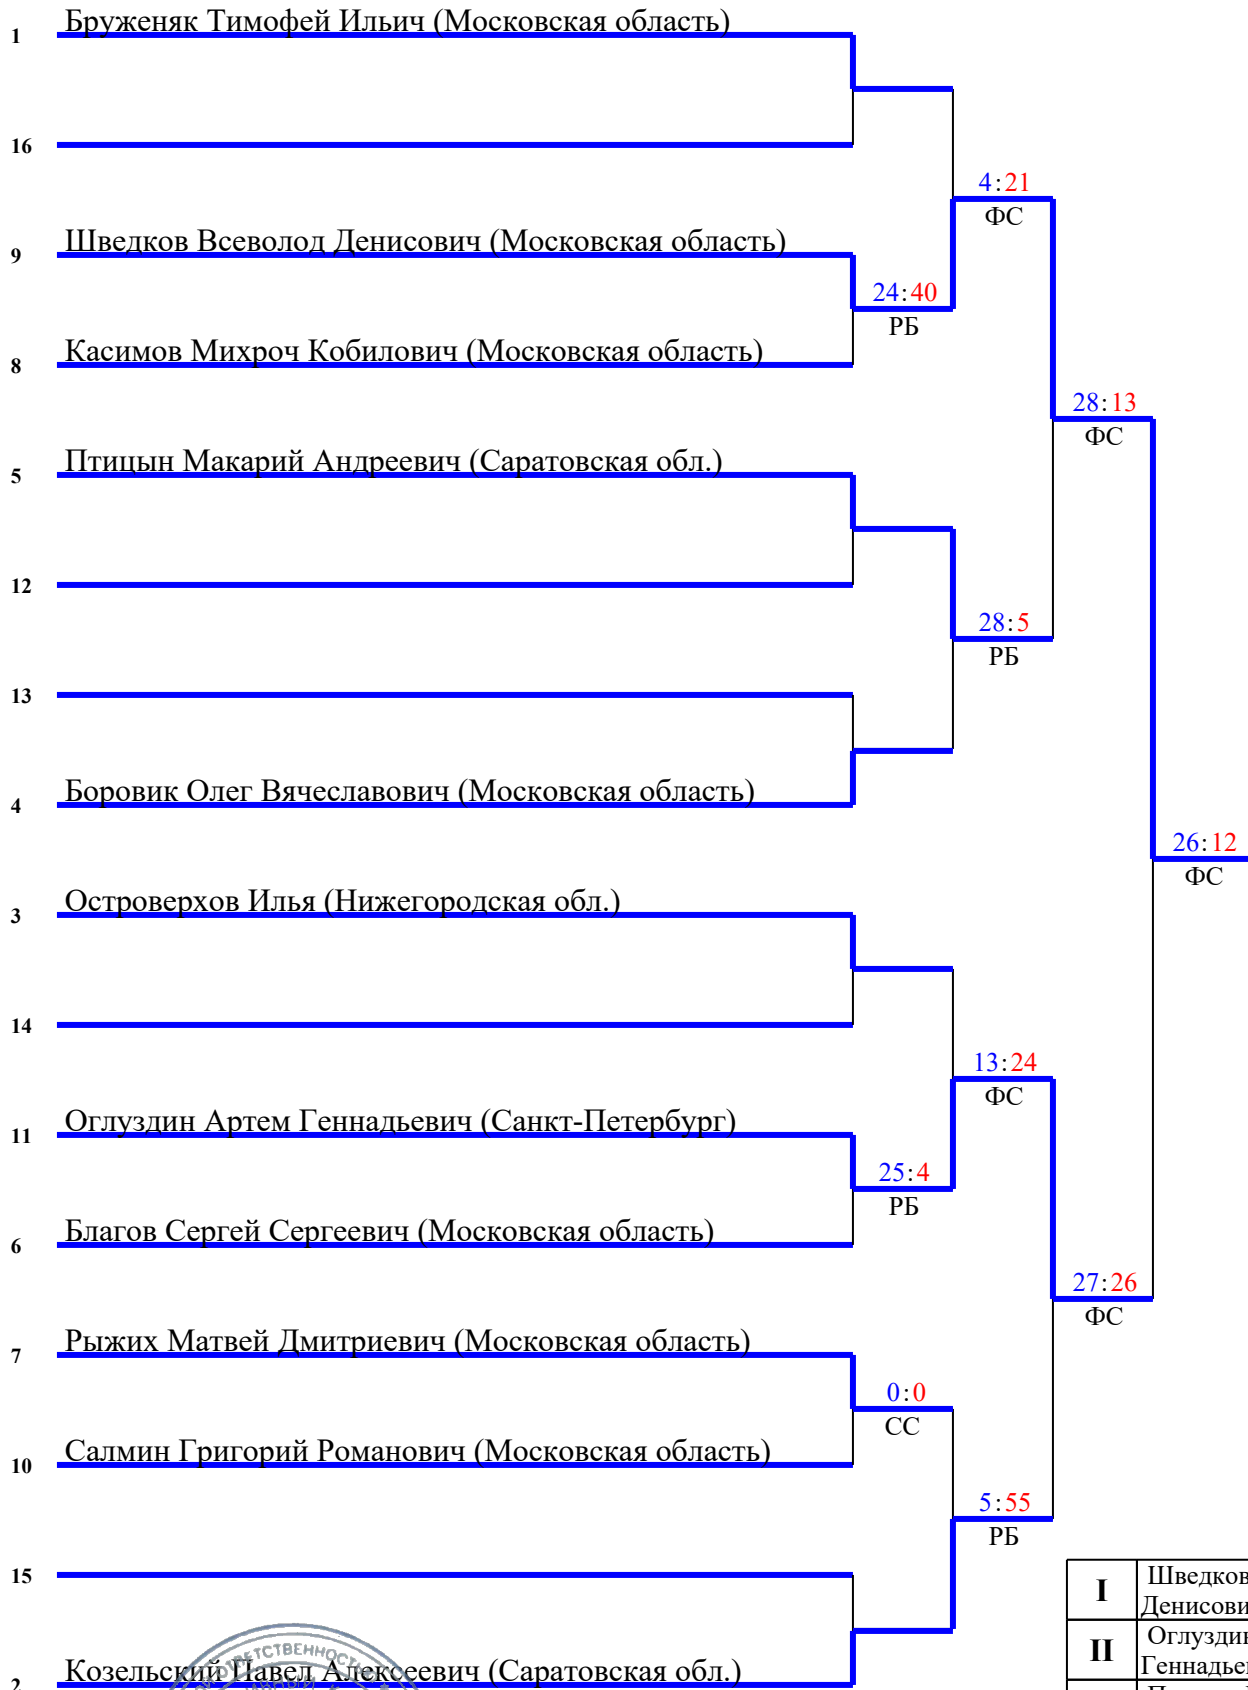 Бруженяк Тимофей Ильич (Московская область)
1
16
4:21
ФС
Шведков Всеволод Денисович (Московская область)
9
24:40
РБ
Касимов Михроч Кобилович (Московская область)
8
28:13
ФС
Птицын Макарий Андреевич (Саратовская обл.)
5
12
28:5
РБ
13
Боровик Олег Вячеславович (Московская область)
4
26:12
ФС
Островерхов Илья (Нижегородская обл.)
3
14
13:24
ФС
Оглуздин Артем Геннадьевич (Санкт-Петербург)
11
25:4
РБ
Благов Сергей Сергеевич (Московская область)
6
27:26
ФС
Рыжих Матвей Дмитриевич (Московская область)
7
0:0
СС
Салмин Григорий Романович (Московская область)
10
5:55
РБ
15
I Шведков
Денисови
II Оглуздин
Геннадье
Козельский Павел Алексеевич (Саратовская обл.)
2